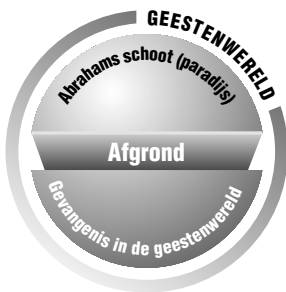 GEESTENWERELD
Abrahams schoot (paradijs)
Afgrond
Gevangenis in de geestenwereld